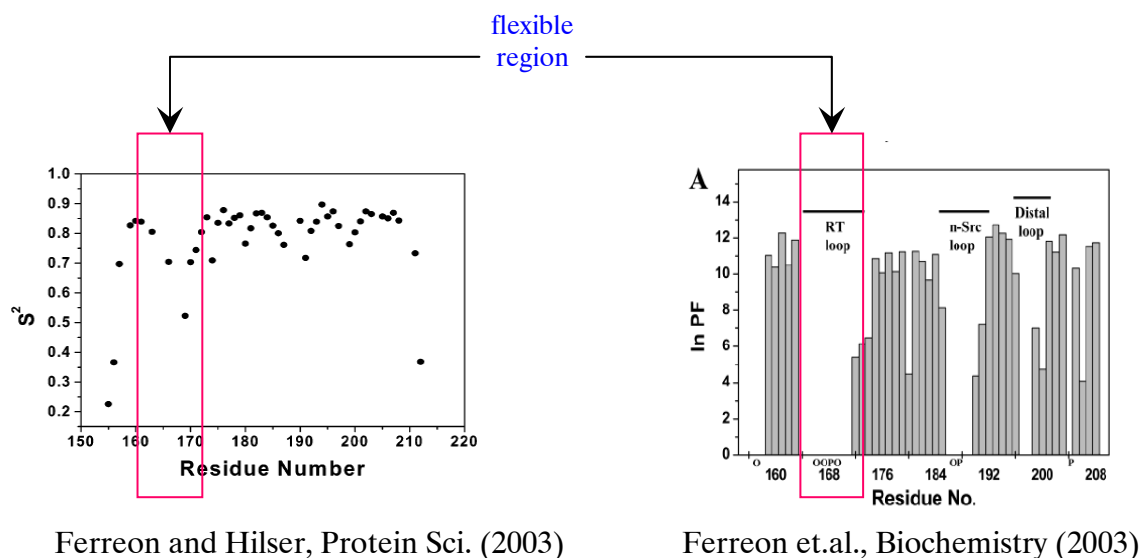 flexible
region
S²
1.0
0.9
0.8
0.7
0.6
0.5
0.4
0.3
0.2
150 160 170 180 190 200 210 220
Residue Number
A
ln PF
14
12
10
8
6
4
2
0
RT
loop
n-Src
loop
Distal
loop
O OOPO OP P
160 168 176 184 192 200 208
Residue No.
Ferreon and Hilser, Protein Sci. (2003)
Ferreon et.al., Biochemistry (2003)